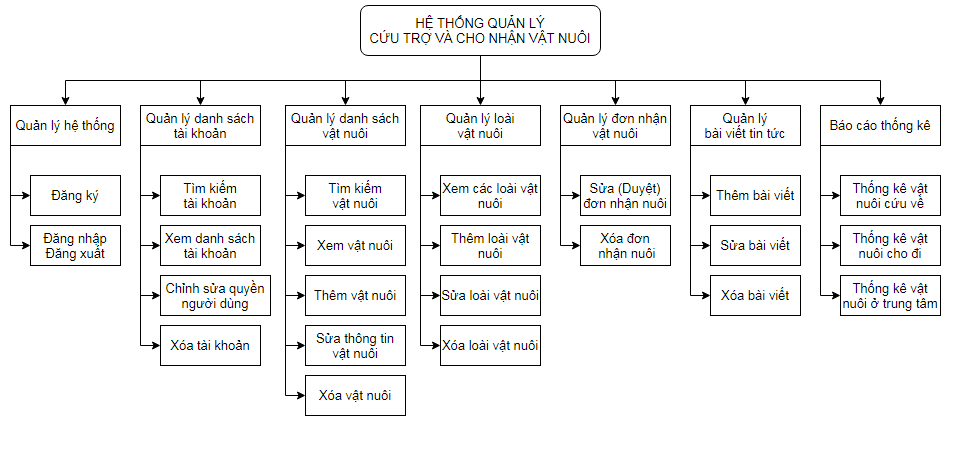 HỆ THỐNG QUẢN LÝ
CỨU TRỢ VÀ CHO NHẬN VẬT NUÔI
Quản lý hệ thống
Đăng ký
Đăng nhập
Đăng xuất
Quản lý danh sách
tài khoản
Tìm kiếm
tài khoản
Xem danh sách
tài khoản
Chỉnh sửa quyền
người dùng
Xóa tài khoản
Quản lý danh sách
vật nuôi
Tìm kiếm
vật nuôi
Xem vật nuôi
Thêm vật nuôi
Sửa thông tin
vật nuôi
Xóa vật nuôi
Quản lý loài
vật nuôi
Xem các loài vật
nuôi
Thêm loài vật
nuôi
Sửa loài vật nuôi
Xóa loài vật nuôi
Quản lý đơn nhận
vật nuôi
Sửa (Duyệt)
đơn nhận nuôi
Xóa đơn
nhận nuôi
Quản lý
bài viết tin tức
Thêm bài viết
Sửa bài viết
Xóa bài viết
Báo cáo thống kê
Thống kê vật
nuôi cứu về
Thống kê vật
nuôi cho đi
Thống kê vật
nuôi ở trung tâm